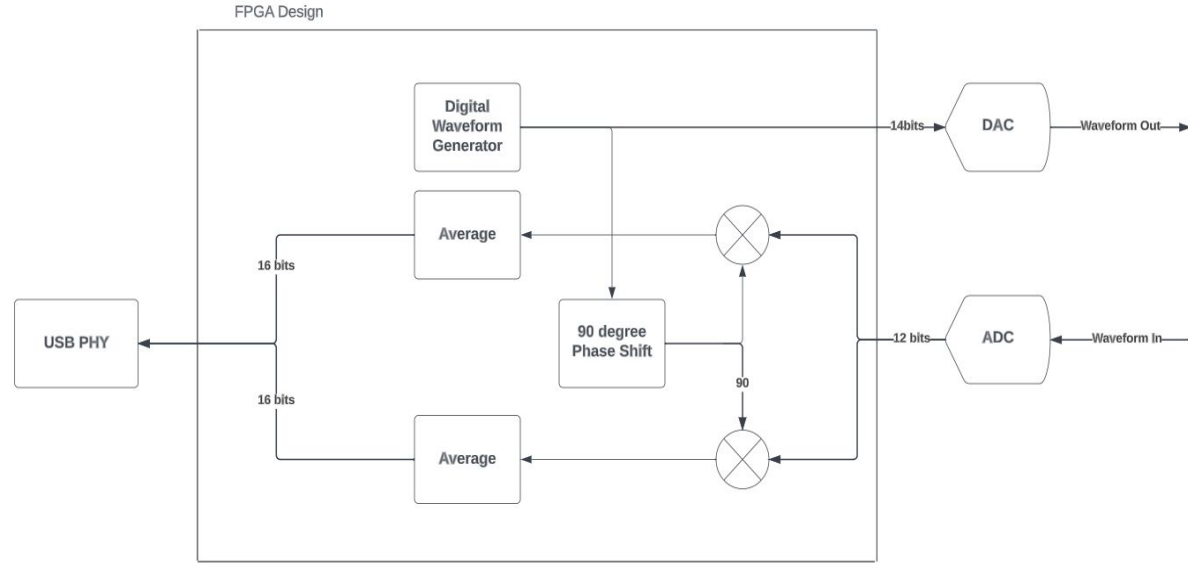 FPGA Design
Digital
Waveform
Generator
14bits
DAC
Waveform Out
Average
16 bits
USB PHY
90 degree
Phase Shift
12 bits
ADC
Waveform In
90
16 bits
Average